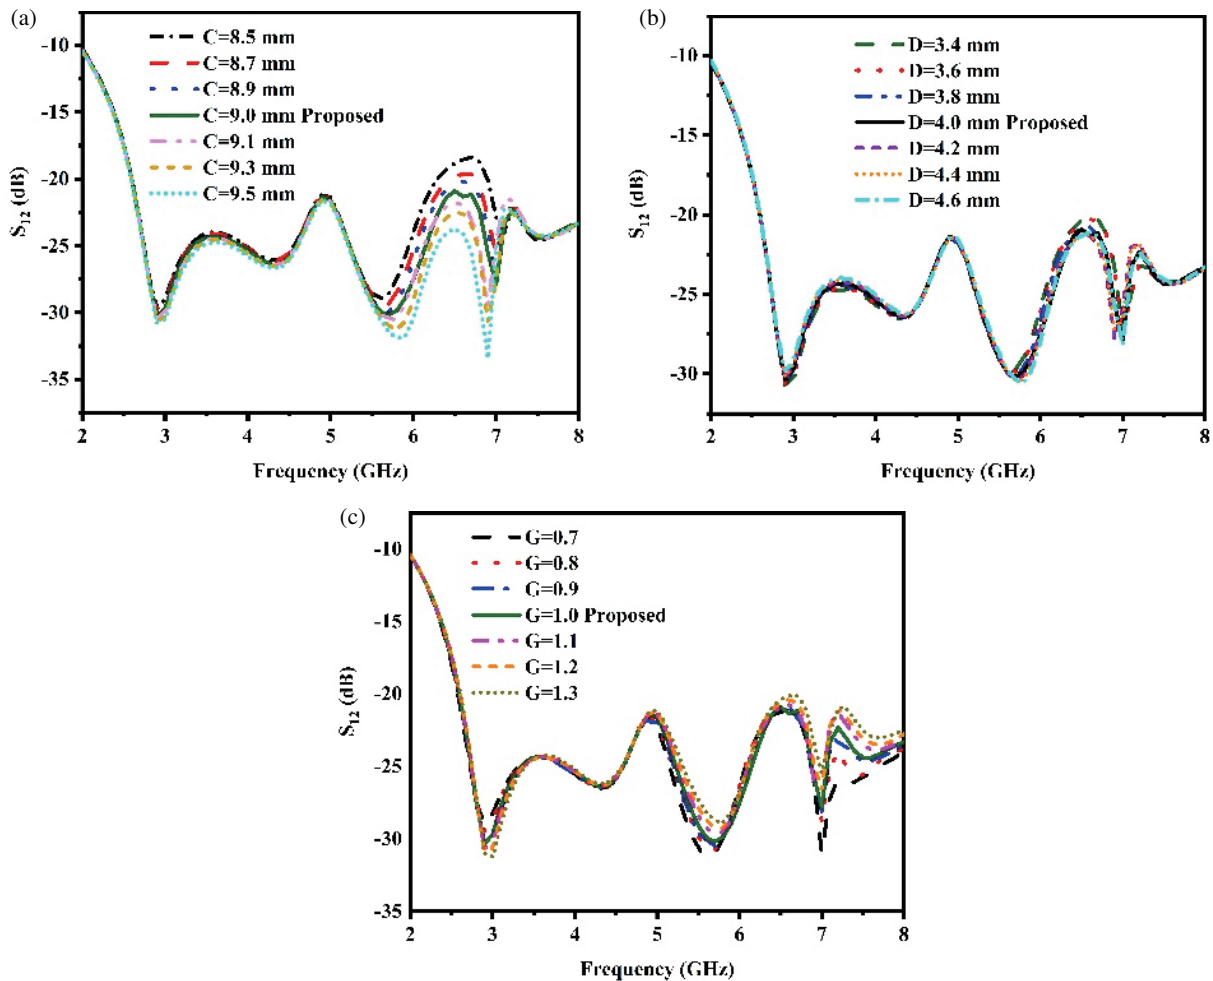 (a)
C=8.5 mm
C=8.7 mm
C=8.9 mm
C=9.0 mm Proposed
C=9.1 mm
C=9.3 mm
C=9.5 mm
-10
-15
-20
-25
-30
-35
S12 (dB)
2 3 4 5 6 7 8
Frequency (GHz)
(b)
D=3.4 mm
D=3.6 mm
D=3.8 mm
D=4.0 mm Proposed
D=4.2 mm
D=4.4 mm
D=4.6 mm
-10
-15
-20
-25
-30
S12 (dB)
2 3 4 5 6 7 8
Frequency (GHz)
(c)
G=0.7
G=0.8
G=0.9
G=1.0 Proposed
G=1.1
G=1.2
G=1.3
-10
-15
-20
-25
-30
-35
S12 (dB)
2 3 4 5 6 7 8
Frequency (GHz)